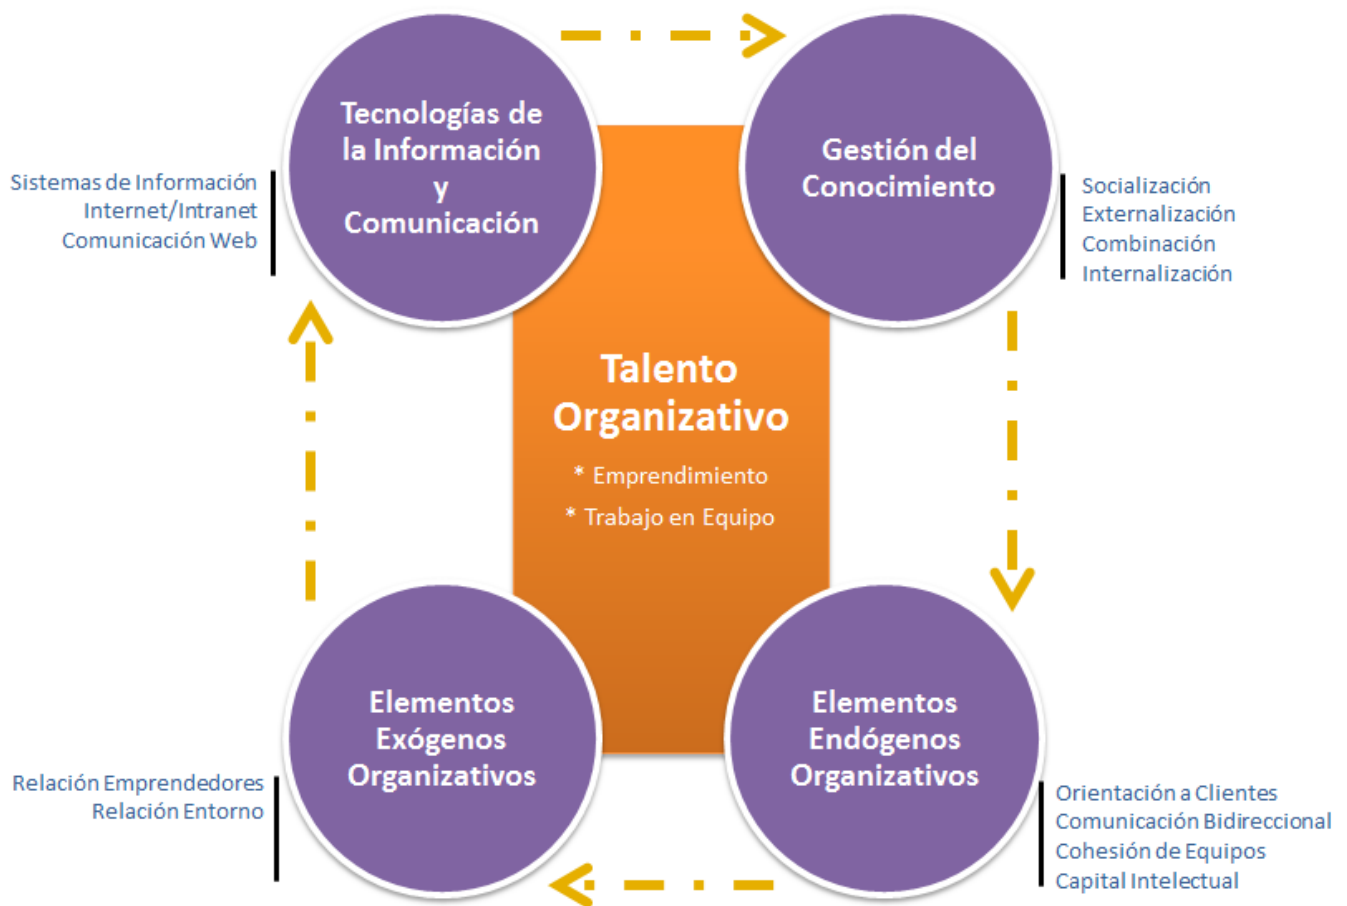 Tecnologías de
la Información
y
Comunicación
Gestión del
Conocimiento
Sistemas de Información
Internet/Intranet
Comunicación Web
Socialización
Externalización
Combinación
Internalización
Talento
Organizativo
* Emprendimiento
* Trabajo en Equipo
Elementos
Exógenos
Organizativos
Elementos
Endógenos
Organizativos
Relación Emprendedores
Relación Entorno
Orientación a Clientes
Comunicación Bidireccional
Cohesión de Equipos
Capital Intelectual